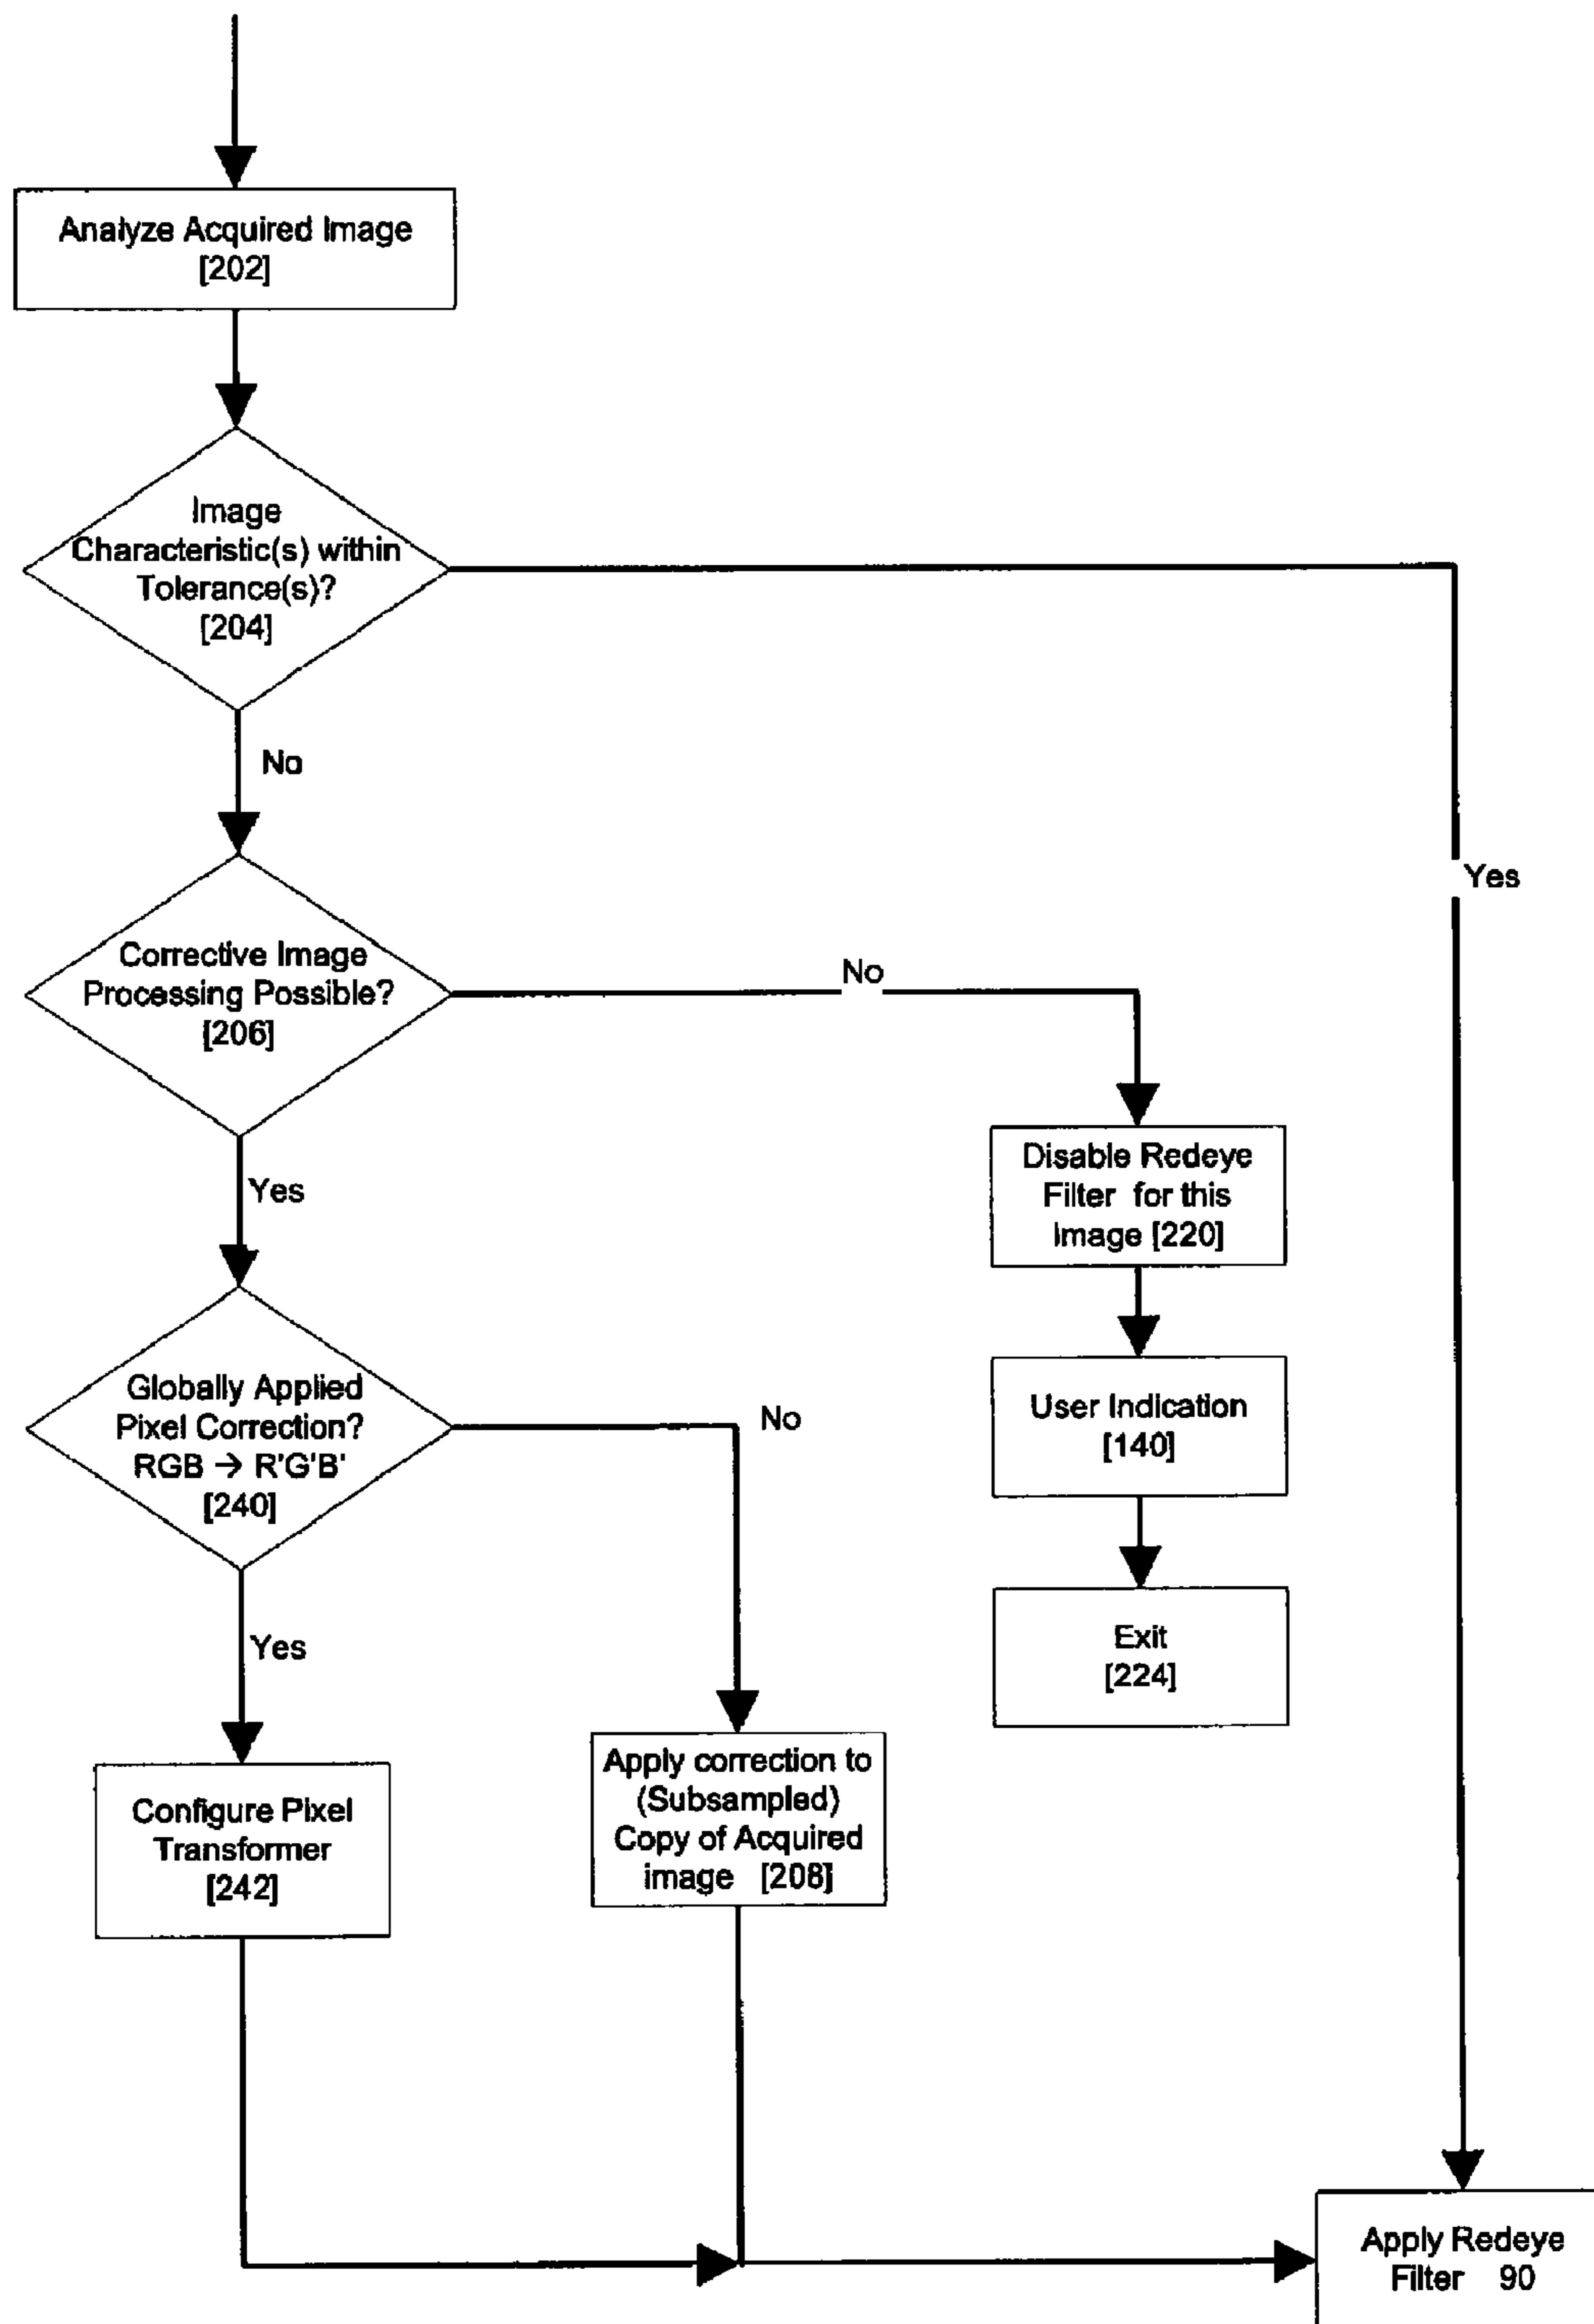 Analyze Acquired Image
[202]
Image
Characteristic(s) within
Tolerance(s)?
[204]
No
Yes
Corrective Image
Processing Possible?
[206]
No
Yes
Disable Redeye
Filter for this
Image [220]
User Indication
[140]
Exit
[224]
Globally Applied
Pixel Correction?
RGB → R'G'B'
[240]
No
Yes
Configure Pixel
Transformer
[242]
Apply correction to
(Subsampled)
Copy of Acquired
image [208]
Apply Redeye
Filter 90